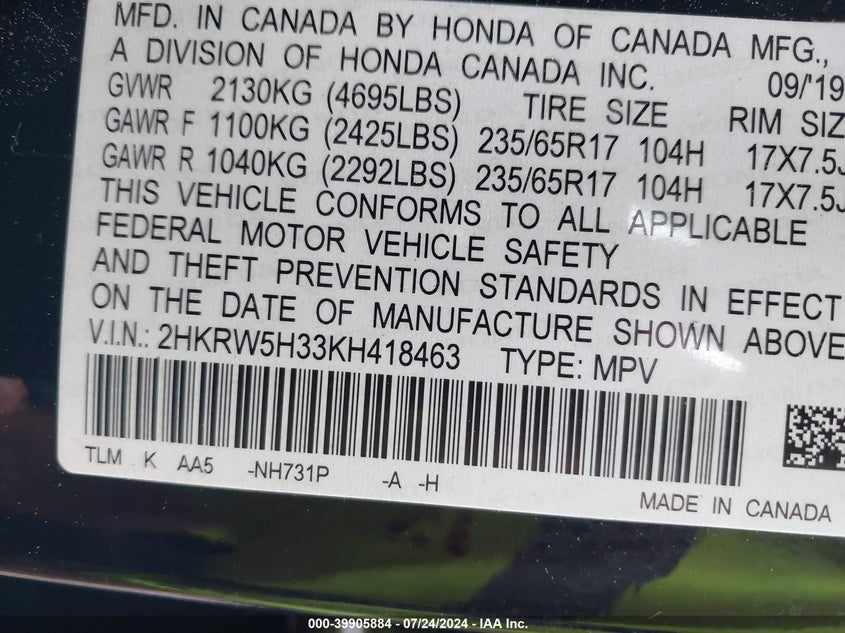 MFD. IN CANADA BY HONDA OF CANADA MFG.,
A DIVISION OF HONDA CANADA INC. 09/'19
GVWR 2130KG (4695LBS) TIRE SIZE RIM SIZ
GAWR F 1100KG (2425LBS) 235/65R17 104H 17X7.5J
GAWR R 1040KG (2292LBS) 235/65R17 104H 17X7.5J
THIS VEHICLE CONFORMS TO ALL APPLICABLE
FEDERAL MOTOR VEHICLE SAFETY
AND THEFT PREVENTION STANDARDS IN EFFECT
ON THE DATE OF MANUFACTURE SHOWN ABOVE
V.I.N.: 2HKRW5H33KH418463 TYPE: MPV
TLM K AA5 -NH731P -A -H
MADE IN CANADA
000-39905884 - 07/24/2024 - IAA Inc.